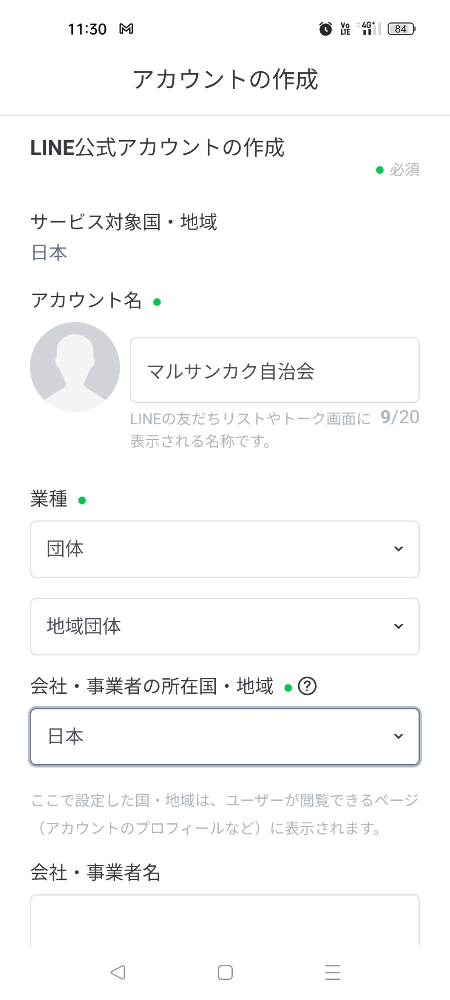 11:30
Vo LTE 4G+ 84
アカウントの作成
LINE公式アカウントの作成
必須
サービス対象国・地域
日本
アカウント名
マルサンカク自治会
LINEの友だちリストやトーク画面に 9/20
表示される名称です。
業種
団体
地域団体
会社・事業者の所在国・地域 ?
日本
ここで設定した国・地域は、ユーザーが閲覧できるページ
（アカウントのプロフィールなど）に表示されます。
会社・事業者名